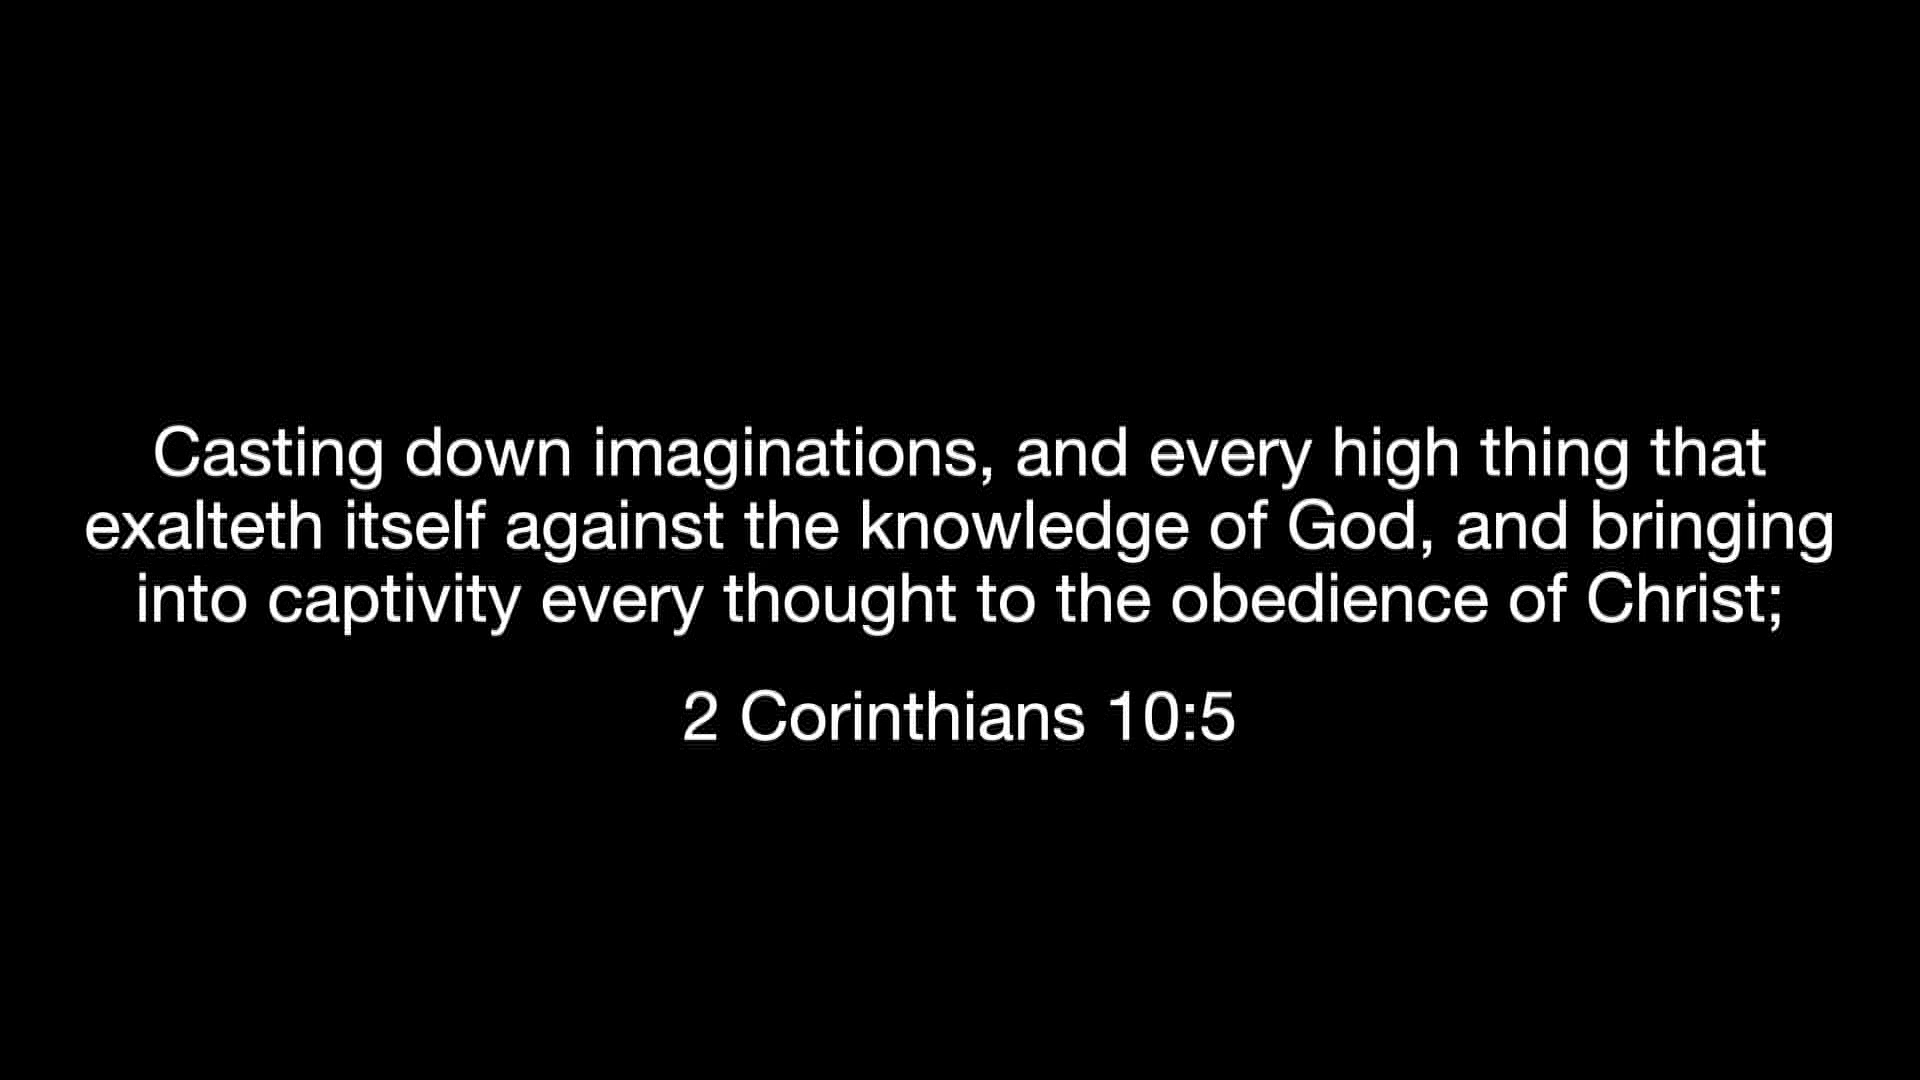 Casting down imaginations, and every high thing that
exalteth itself against the knowledge of God, and bringing
into captivity every thought to the obedience of Christ;
2 Corinthians 10:5